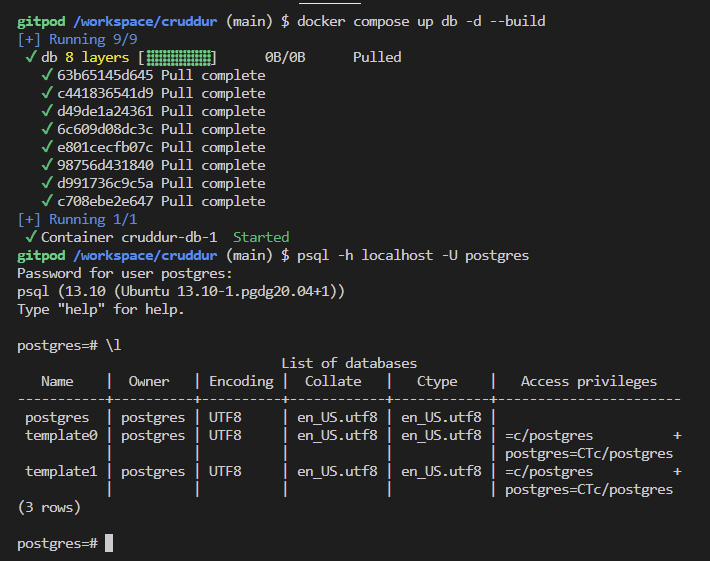 gitpod /workspace/cruddur (main) $ docker compose up db -d --build
[+] Running 9/9
 ✓ db 8 layers [⣿⣿⣿⣿⣿⣿⣿⣿]      0B/0B      Pulled
   ✓ 63b65145d645 Pull complete
   ✓ c441836541d9 Pull complete
   ✓ d49de1a24361 Pull complete
   ✓ 6c609d08dc3c Pull complete
   ✓ e801cecfb07c Pull complete
   ✓ 98756d431840 Pull complete
   ✓ d991736c9c5a Pull complete
   ✓ c708ebe2e647 Pull complete
[+] Running 1/1
 ✓ Container cruddur-db-1  Started
gitpod /workspace/cruddur (main) $ psql -h localhost -U postgres
Password for user postgres:
psql (13.10 (Ubuntu 13.10-1.pgdg20.04+1))
Type "help" for help.

postgres=# \l
                                 List of databases
   Name    |  Owner   | Encoding |  Collate   |   Ctype    |   Access privileges
-----------+----------+----------+------------+------------+-----------------------
 postgres  | postgres | UTF8     | en_US.utf8 | en_US.utf8 |
 template0 | postgres | UTF8     | en_US.utf8 | en_US.utf8 | =c/postgres          +
           |          |          |            |            | postgres=CTc/postgres
 template1 | postgres | UTF8     | en_US.utf8 | en_US.utf8 | =c/postgres          +
           |          |          |            |            | postgres=CTc/postgres
(3 rows)

postgres=#